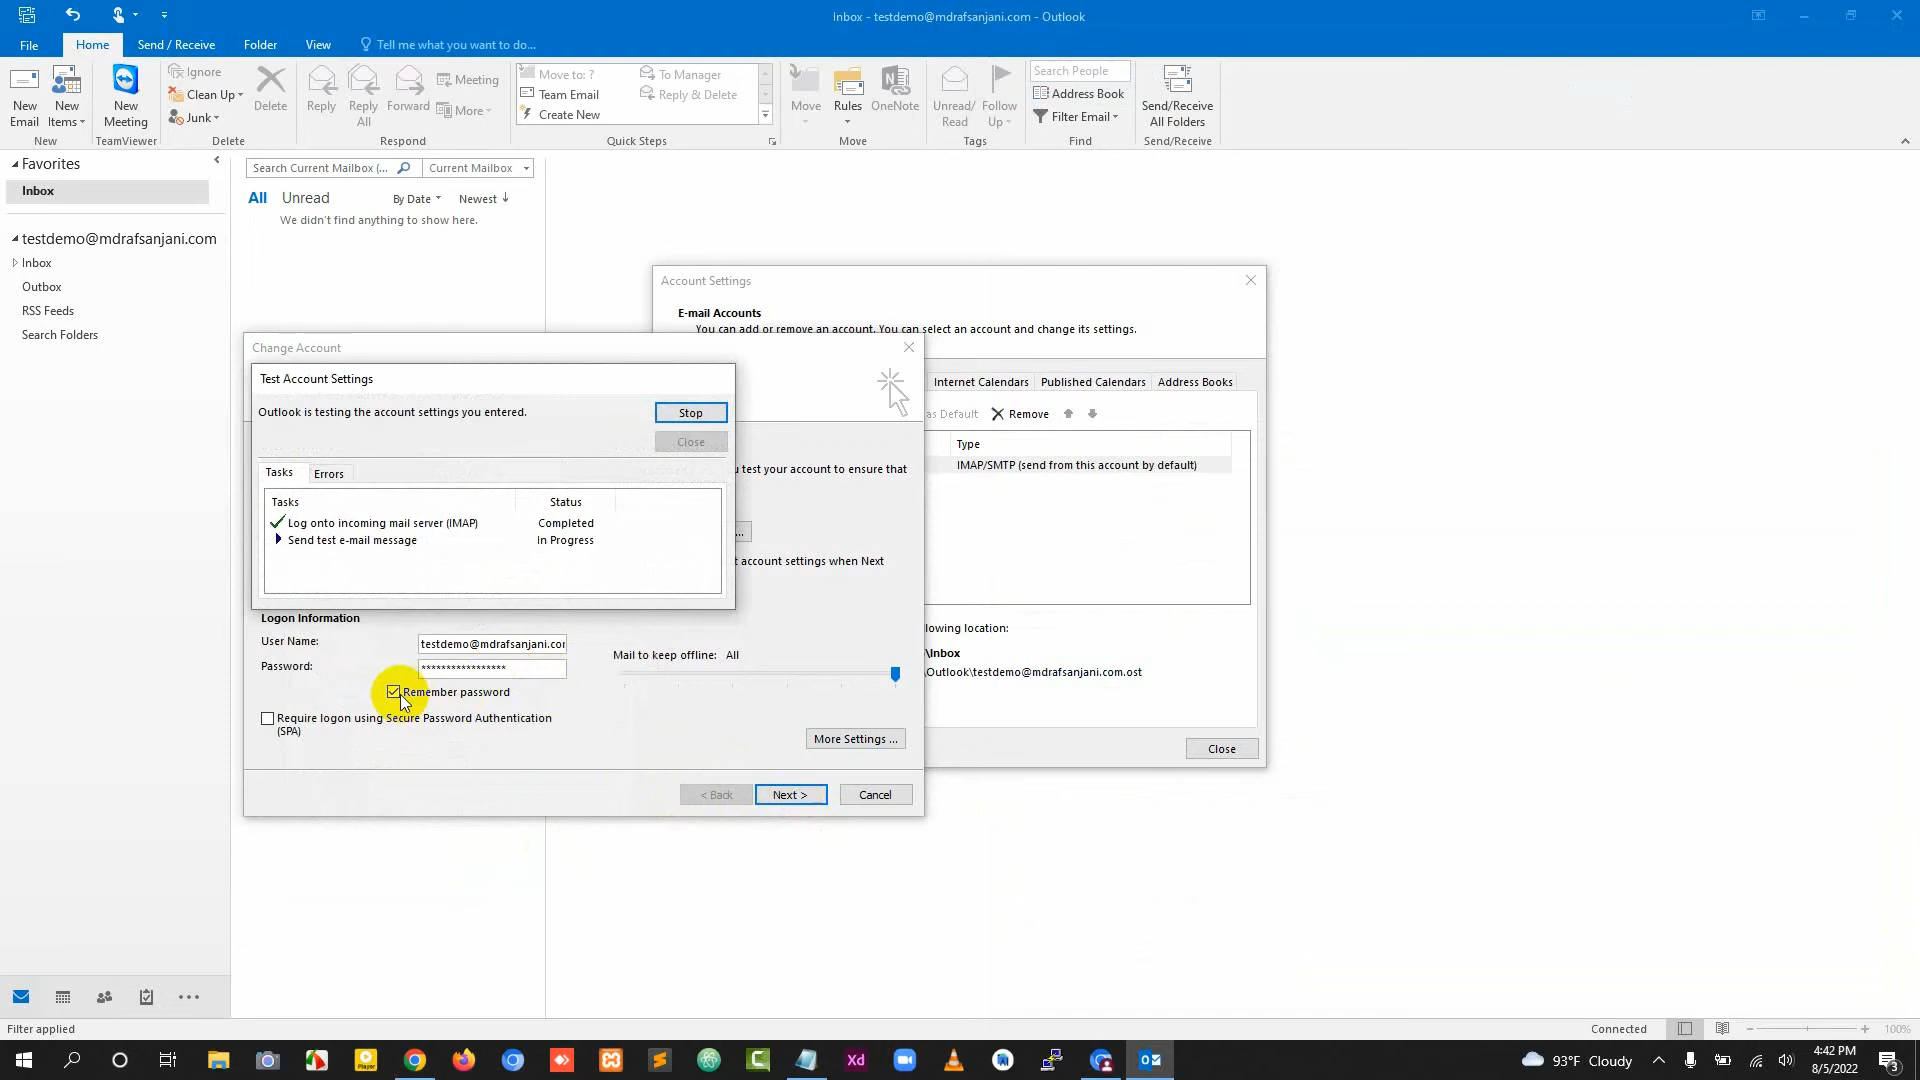 Inbox - testdemo@mdrafsanjani.com - Outlook
File
Home
Send / Receive
Folder
View
Tell me what you want to do...
New Email
New Items
New Meeting
Ignore
Clean Up
Junk
Delete
Reply
Reply All
Forward
Meeting
More
Move to: ?
Team Email
Create New
To Manager
Reply & Delete
Move
Rules
OneNote
Unread/ Read
Follow Up
Search People
Address Book
Filter Email
Send/Receive All Folders
New
TeamViewer
Delete
Respond
Quick Steps
Move
Tags
Find
Send/Receive
Favorites
Inbox
testdemo@mdrafsanjani.com
Inbox
Outbox
RSS Feeds
Search Folders
Search Current Mailbox (...
Current Mailbox
All
Unread
By Date
Newest
We didn't find anything to show here.
Account Settings
E-mail Accounts
You can add or remove an account. You can select an account and change its settings.
Internet Calendars
Published Calendars
Address Books
as Default
Remove
Type
IMAP/SMTP (send from this account by default)
lowing location:
\Inbox
\Outlook\testdemo@mdrafsanjani.com.ost
Close
Change Account
u test your account to ensure that
...
t account settings when Next
Test Account Settings
Outlook is testing the account settings you entered.
Stop
Close
Tasks
Errors
Tasks
Status
Log onto incoming mail server (IMAP)
Completed
Send test e-mail message
In Progress
Logon Information
User Name:
testdemo@mdrafsanjani.cor
Password:
*****************
Remember password
Require logon using Secure Password Authentication
(SPA)
Mail to keep offline:
All
More Settings ...
< Back
Next >
Cancel
Filter applied
Connected
100%
Player
Xd
93°F Cloudy
4:42 PM
8/5/2022
3